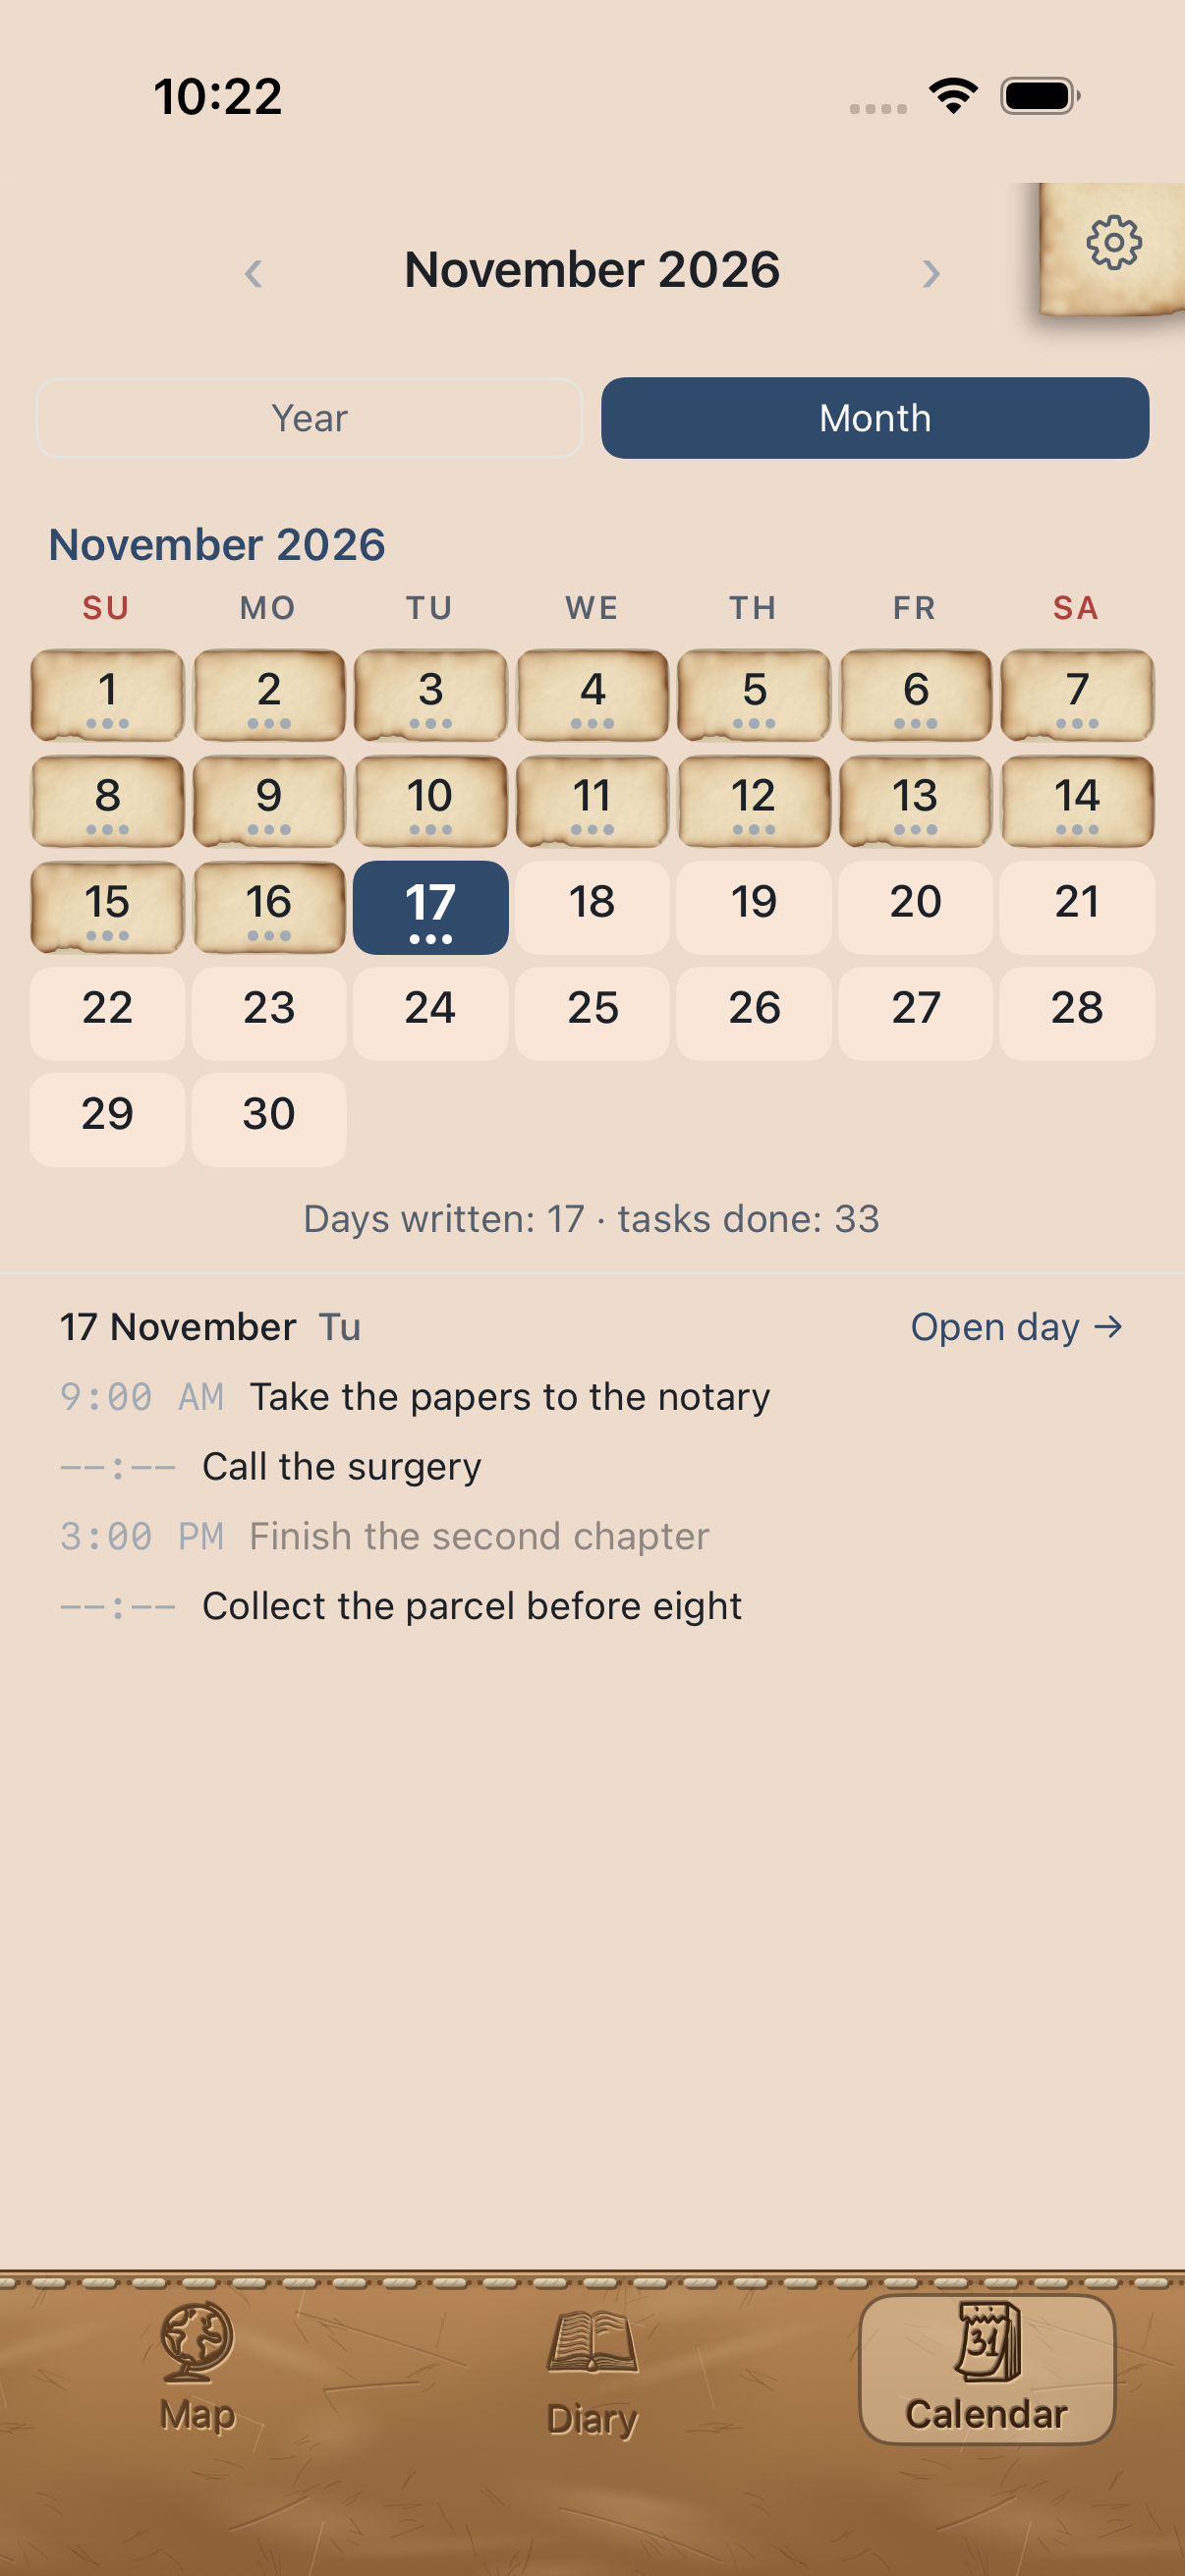 10:22
‹ November 2026 ›
Year Month
November 2026
SU MO TU WE TH FR SA
1 2 3 4 5 6 7
8 9 10 11 12 13 14
15 16 17 18 19 20 21
22 23 24 25 26 27 28
29 30
Days written: 17 · tasks done: 33
17 November Tu Open day →
9:00 AM Take the papers to the notary
––:–– Call the surgery
3:00 PM Finish the second chapter
––:–– Collect the parcel before eight
31
Map Diary Calendar